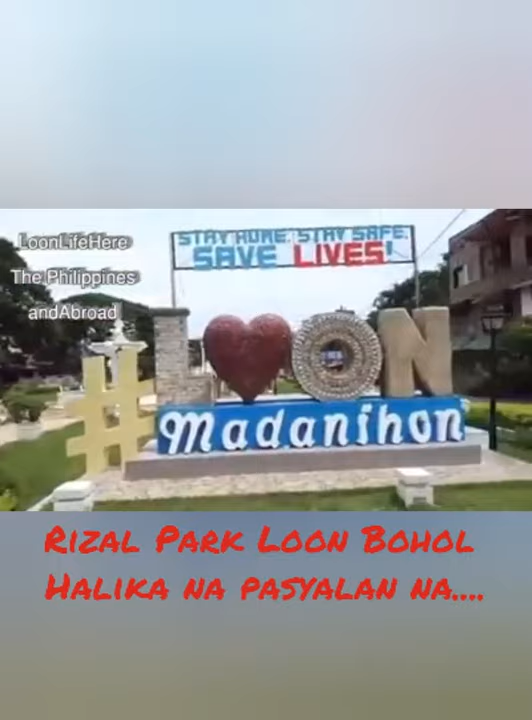 LoonLifeHere
The Philippines
andAbroad
STAY HOME. STAY SAFE.
SAVE LIVES!
#L❤ON
Madanihon
Rizal Park Loon Bohol
Halika na pasyalan na....